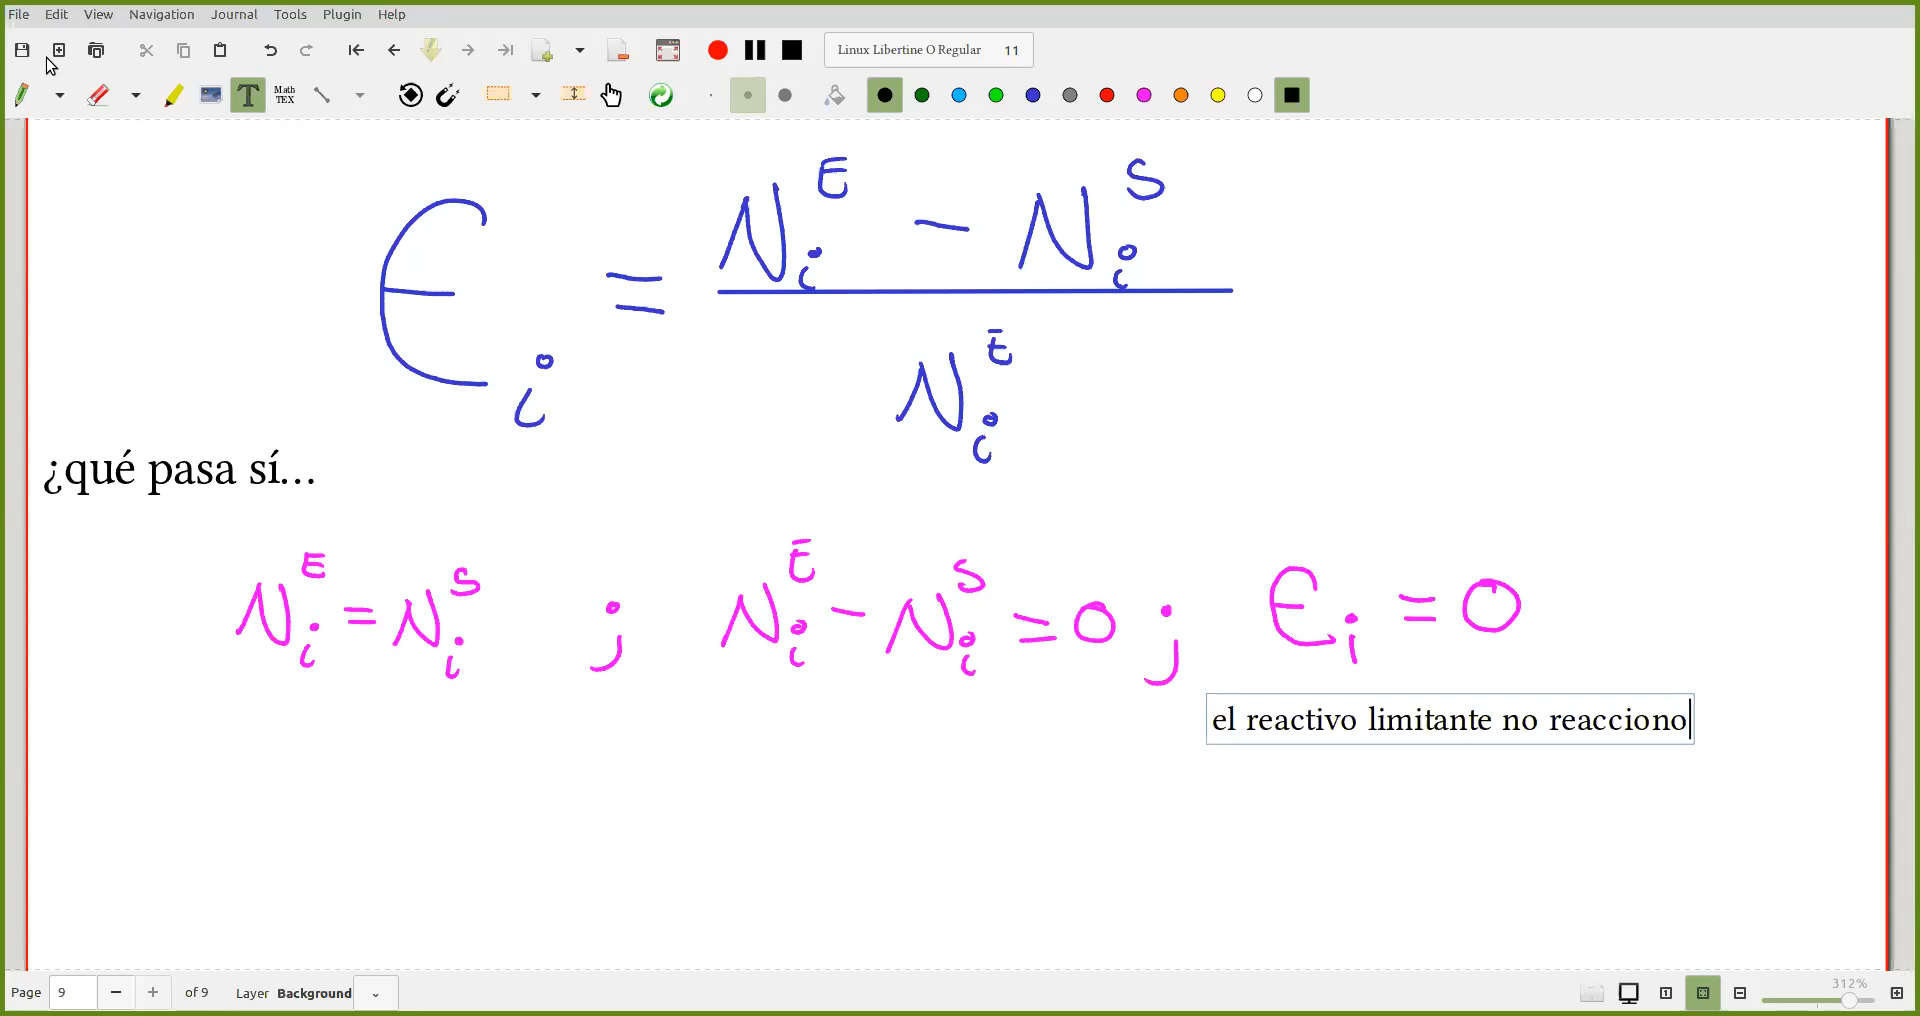 File Edit View Navigation Journal Tools Plugin Help
Linux Libertine O Regular 11
Math TEX
N_i^E - N_i^S
Є_i = ―――――
N_i^E
¿qué pasa sí...
N_i^E = N_i^S ; N_i^E - N_i^S = 0 ; Є_i = 0
el reactivo limitante no reacciono
312%
Page 9 of 9 Layer Background